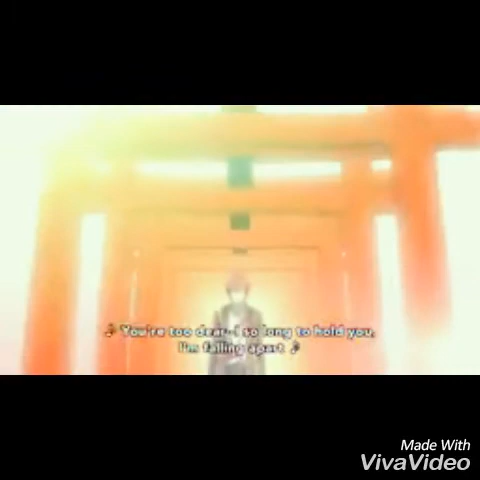 ♪ You're too dear--I so long to hold you,
I'm falling apart ♪
Made With
VivaVideo